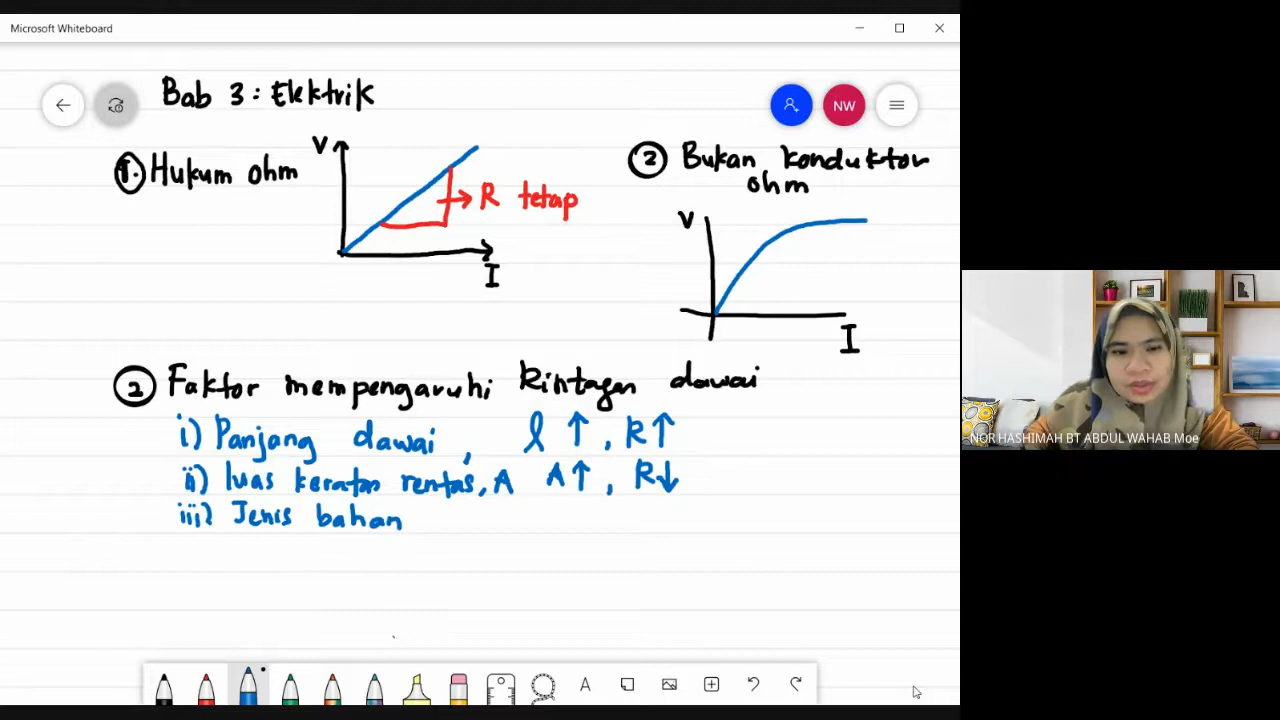 Microsoft Whiteboard
Bab 3 : Elektrik
NW
1. Hukum ohm
V
R tetap
I
2 Bukan konduktor
ohm
V
I
2 Faktor mempengaruhi Rintagan dawai
i) Panjang dawai , l ↑ , R ↑
ii) luas keratan rentas, A A ↑ , R ↓
iii) Jenis bahan
NOR HASHIMAH BT ABDUL WAHAB Moe
A